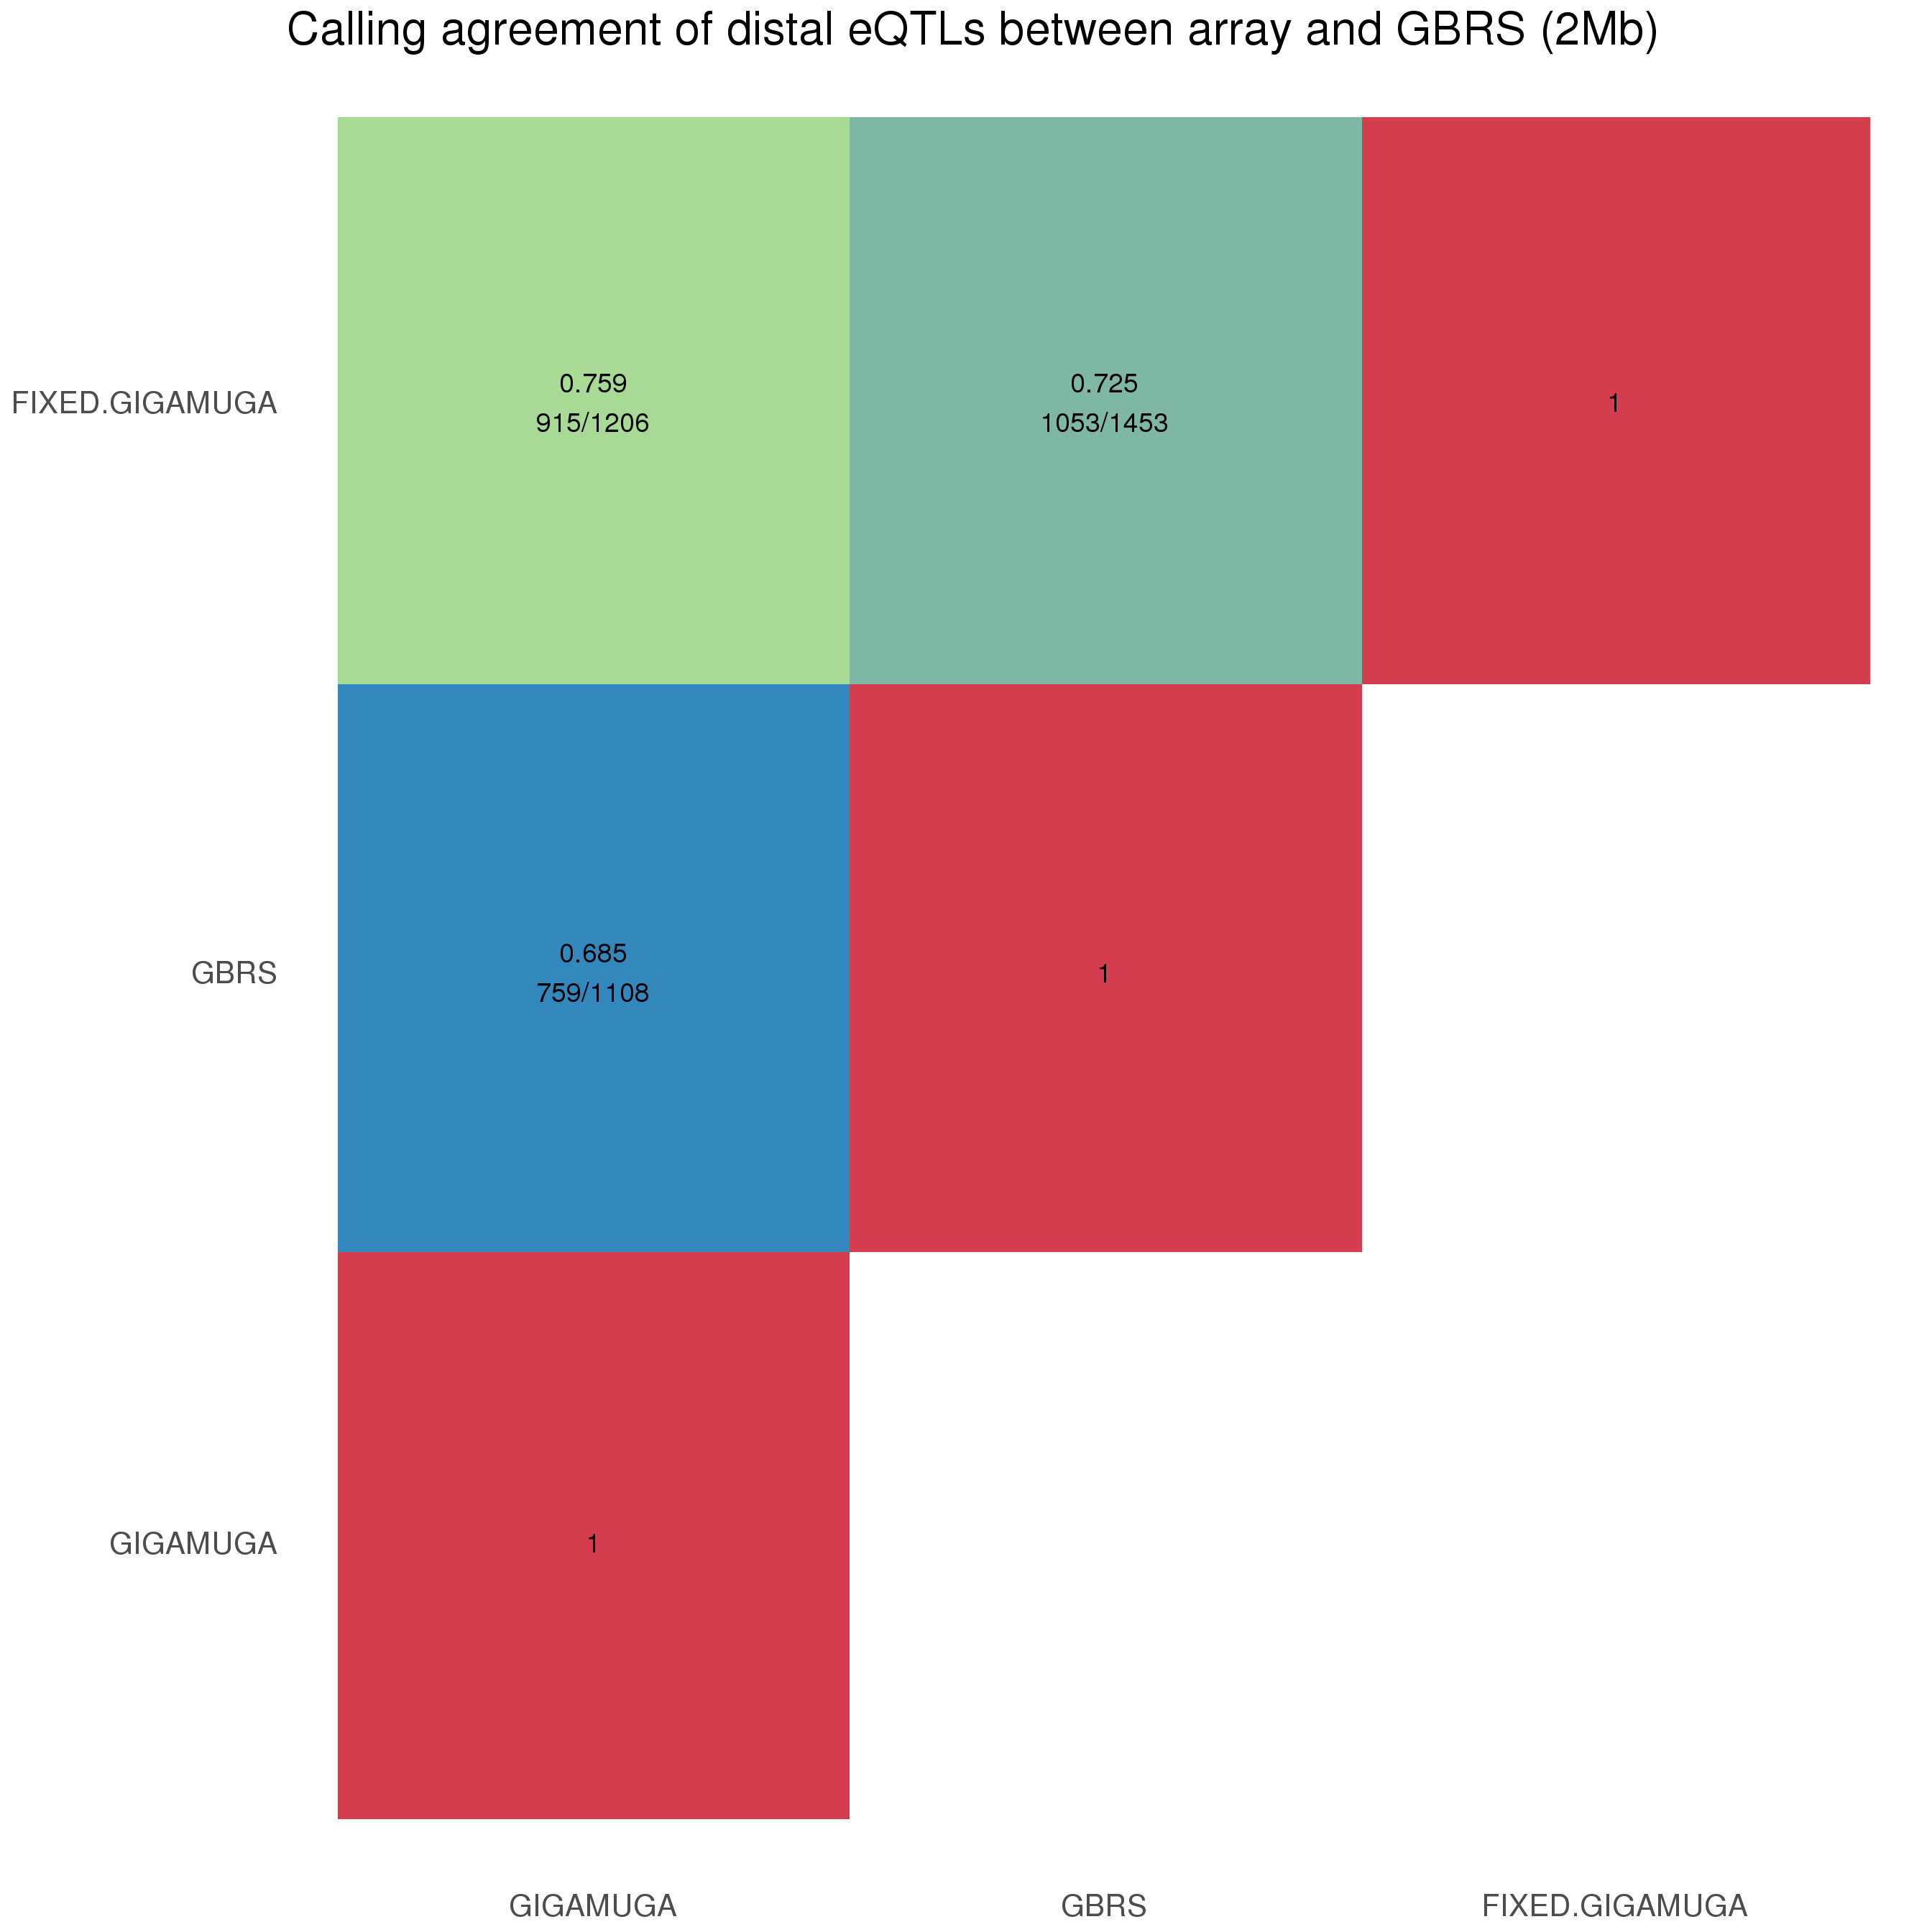 Calling agreement of distal eQTLs between array and GBRS (2Mb)
FIXED.GIGAMUGA
0.759
915/1206
0.725
1053/1453
1
GBRS
0.685
759/1108
1
GIGAMUGA
1
GIGAMUGA
GBRS
FIXED.GIGAMUGA